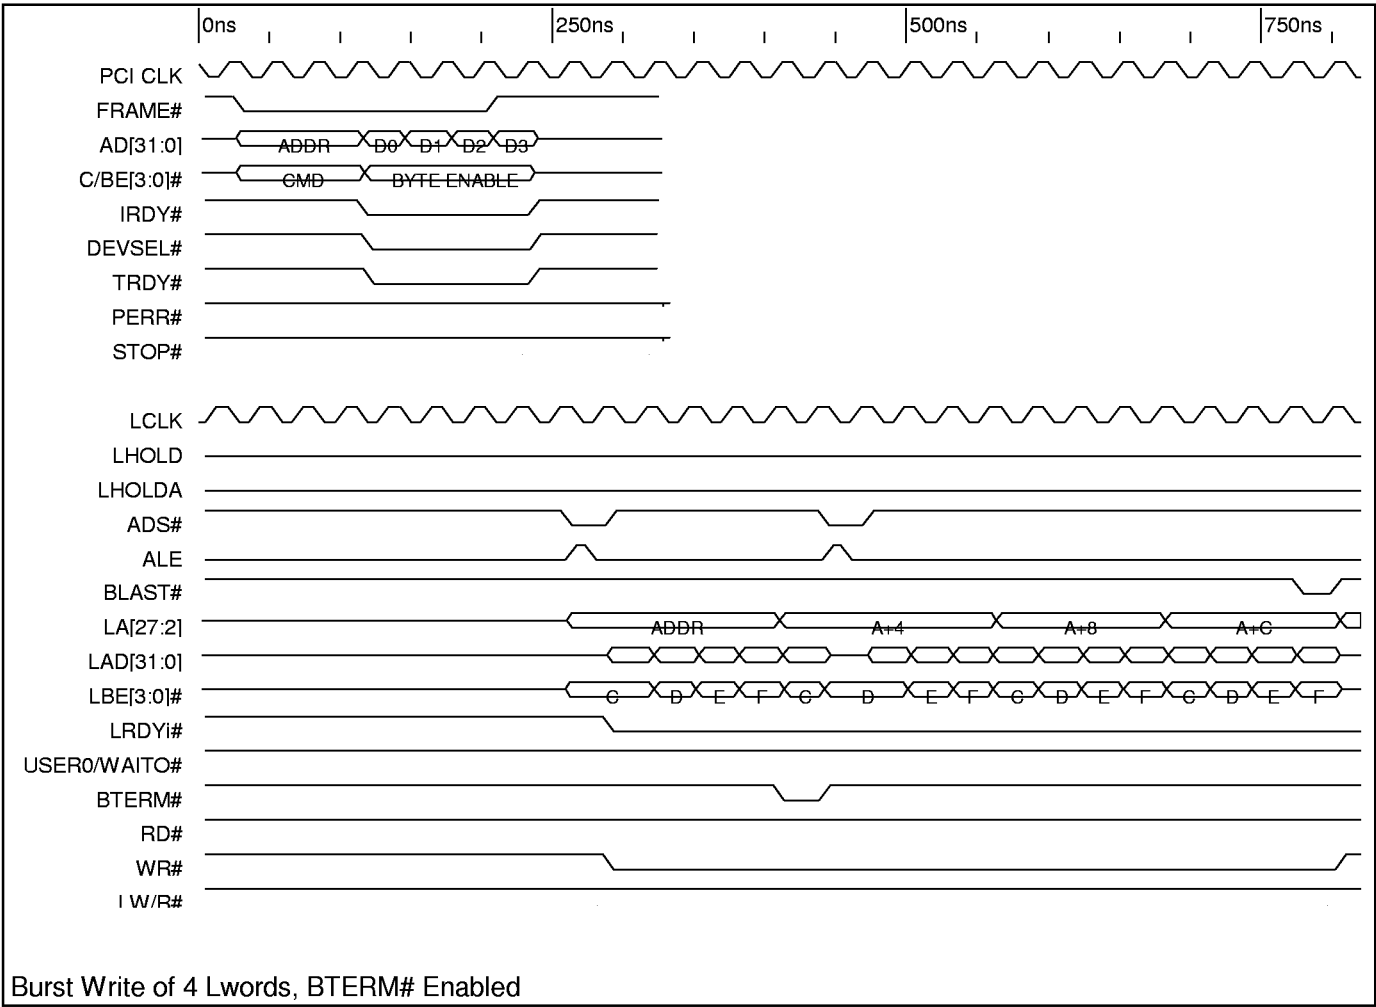 0ns 250ns 500ns 750ns
PCI CLK
FRAME#
AD[31:0] ADDR D0 D1 D2 D3
C/BE[3:0]# CMD BYTE ENABLE
IRDY#
DEVSEL#
TRDY#
PERR#
STOP#
LCLK
LHOLD
LHOLDA
ADS#
ALE
BLAST#
LA[27:2] ADDR A+4 A+8 A+C
LAD[31:0]
LBE[3:0]# C D E F C D E F C D E F C D E F
LRDYi#
USER0/WAITO#
BTERM#
RD#
WR#
LW/R#
Burst Write of 4 Lwords, BTERM# Enabled